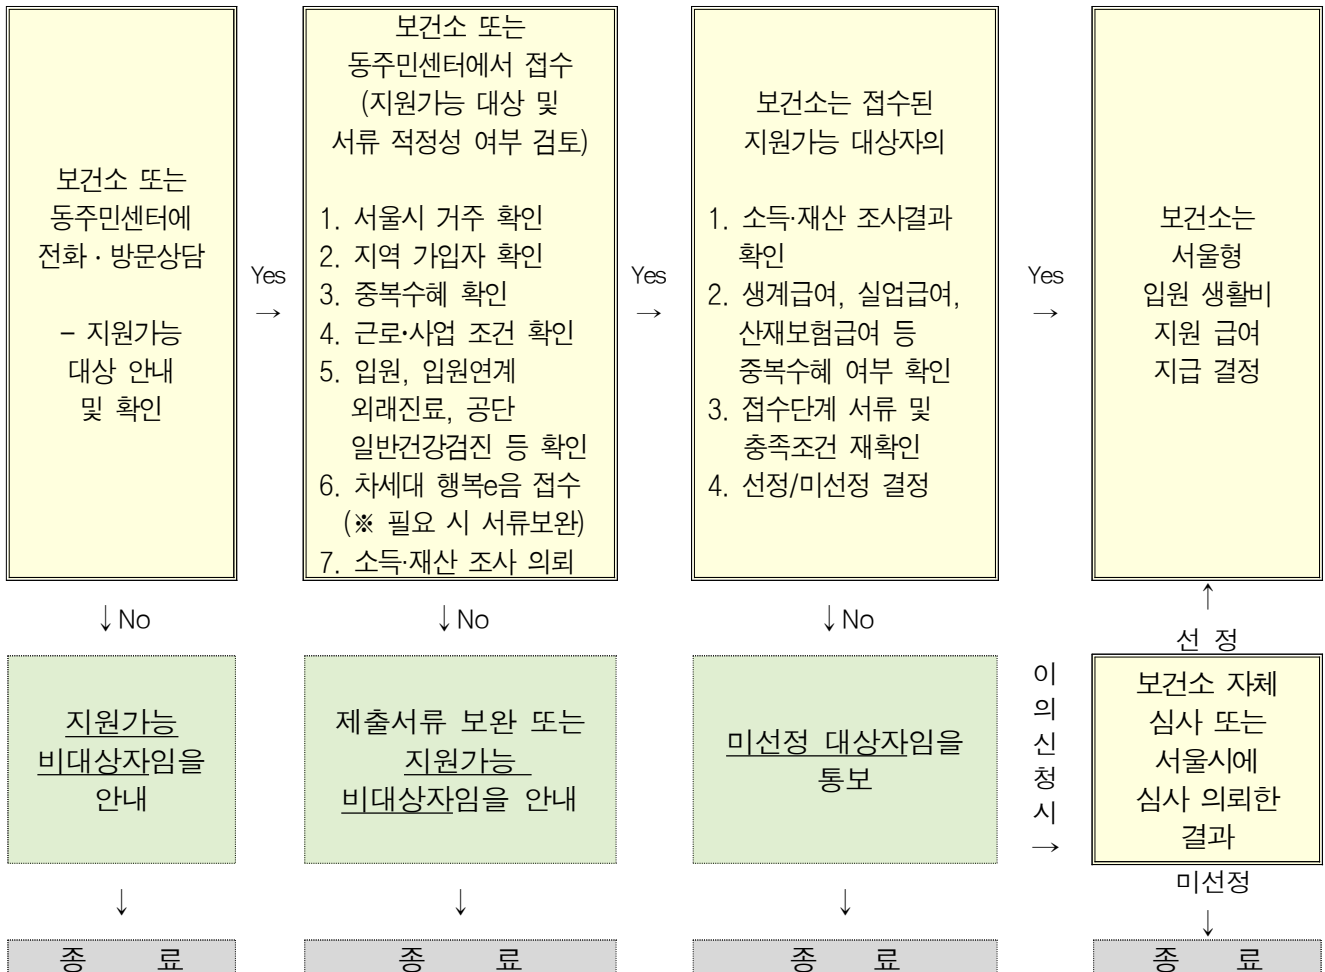 보건소 또는
동주민센터에
전화·방문상담
- 지원가능
대상 안내
및 확인
Yes
→
보건소 또는
동주민센터에서 접수
(지원가능 대상 및
서류 적정성 여부 검토)
1. 서울시 거주 확인
2. 지역 가입자 확인
3. 중복수혜 확인
4. 근로·사업 조건 확인
5. 입원, 입원연계
외래진료, 공단
일반건강검진 등 확인
6. 차세대 행복e음 접수
(※ 필요 시 서류보완)
7. 소득·재산 조사 의뢰
Yes
→
보건소는 접수된
지원가능 대상자의
1. 소득·재산 조사결과
확인
2. 생계급여, 실업급여,
산재보험급여 등
중복수혜 여부 확인
3. 접수단계 서류 및
충족조건 재확인
4. 선정/미선정 결정
Yes
→
보건소는
서울형
입원 생활비
지원 급여
지급 결정
↓No
↓No
↓No
↑
선 정
지원가능
비대상자임을
안내
제출서류 보완 또는
지원가능
비대상자임을 안내
미선정 대상자임을
통보
이
의
신
청
시
→
보건소 자체
심사 또는
서울시에
심사 의뢰한
결과
미선정
↓
↓
↓
↓
종 료
종 료
종 료
종 료